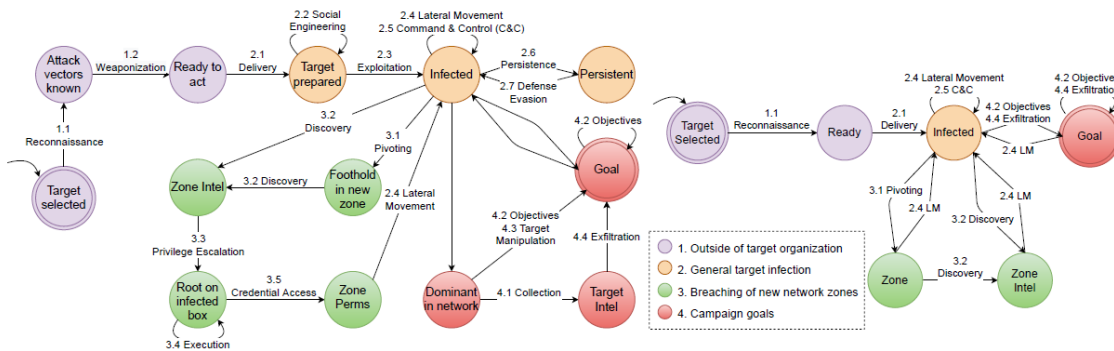 2.2 Social
Engineering
2.4 Lateral Movement
2.5 Command & Control (C&C)
Attack
vectors
known
1.2
Weaponization
Ready to
act
2.1
Delivery
Target
prepared
2.3
Exploitation
Infected
2.6
Persistence
2.7 Defense
Evasion
Persistent
1.1
Reconnaissance
Target
selected
3.2
Discovery
3.1
Pivoting
Zone Intel
3.2 Discovery
Foothold
in new
zone
2.4 Lateral
Movement
4.2 Objectives
Goal
3.3
Privilege Escalation
4.2 Objectives
4.3 Target
Manipulation
4.4 Exfiltration
Root on
infected
box
3.5
Credential Access
Zone
Perms
Dominant
in network
4.1 Collection
Target
Intel
3.4 Execution
1. Outside of target organization
2. General target infection
3. Breaching of new network zones
4. Campaign goals
Target
Selected
1.1
Reconnaissance
Ready
2.1
Delivery
2.4 Lateral Movement
2.5 C&C
Infected
4.2 Objectives
4.4 Exfiltration
2.4 LM
4.2 Objectives
4.4 Exfiltration
Goal
3.1 Pivoting
2.4 LM
2.4 LM
3.2 Discovery
Zone
3.2
Discovery
Zone
Intel